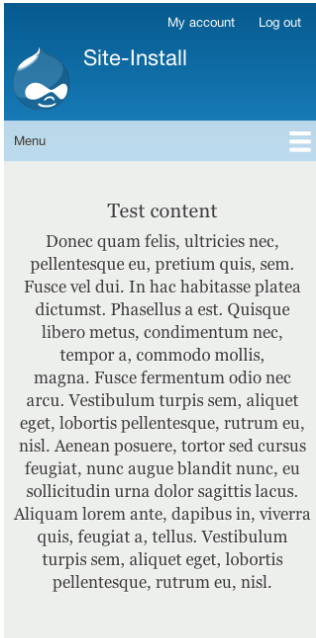 My account Log out
Site-Install
Menu
Test content
Donec quam felis, ultricies nec,
pellentesque eu, pretium quis, sem.
Fusce vel dui. In hac habitasse platea
dictumst. Phasellus a est. Quisque
libero metus, condimentum nec,
tempor a, commodo mollis,
magna. Fusce fermentum odio nec
arcu. Vestibulum turpis sem, aliquet
eget, lobortis pellentesque, rutrum eu,
nisl. Aenean posuere, tortor sed cursus
feugiat, nunc augue blandit nunc, eu
sollicitudin urna dolor sagittis lacus.
Aliquam lorem ante, dapibus in, viverra
quis, feugiat a, tellus. Vestibulum
turpis sem, aliquet eget, lobortis
pellentesque, rutrum eu, nisl.